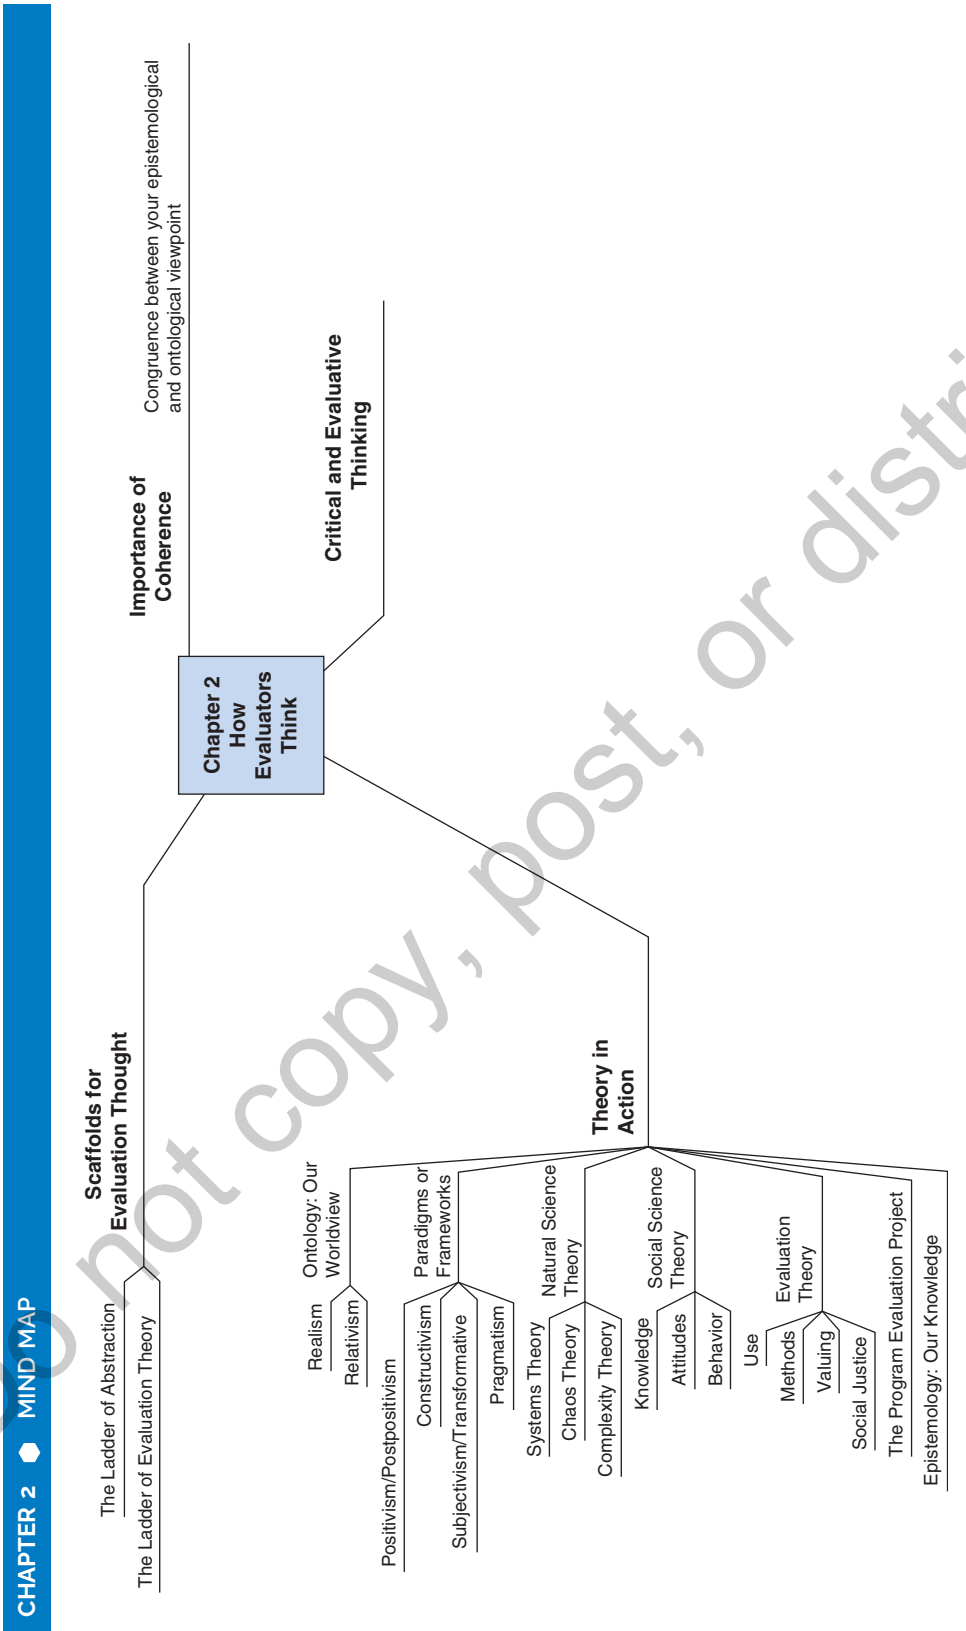 CHAPTER 2 MIND MAP
Scaffolds for
Evaluation Thought
The Ladder of Abstraction
The Ladder of Evaluation Theory
Importance of
Coherence
Congruence between your epistemological
and ontological viewpoint
Chapter 2
How
Evaluators
Think
Critical and Evaluative
Thinking
Theory in
Action
Ontology: Our
Worldview
Realism
Relativism
Paradigms or
Frameworks
Positivism/Postpositivism
Constructivism
Subjectivism/Transformative
Pragmatism
Natural Science
Theory
Systems Theory
Chaos Theory
Complexity Theory
Social Science
Theory
Knowledge
Attitudes
Behavior
Evaluation
Theory
Use
Methods
Valuing
Social Justice
The Program Evaluation Project
Epistemology: Our Knowledge
not copy, post, or